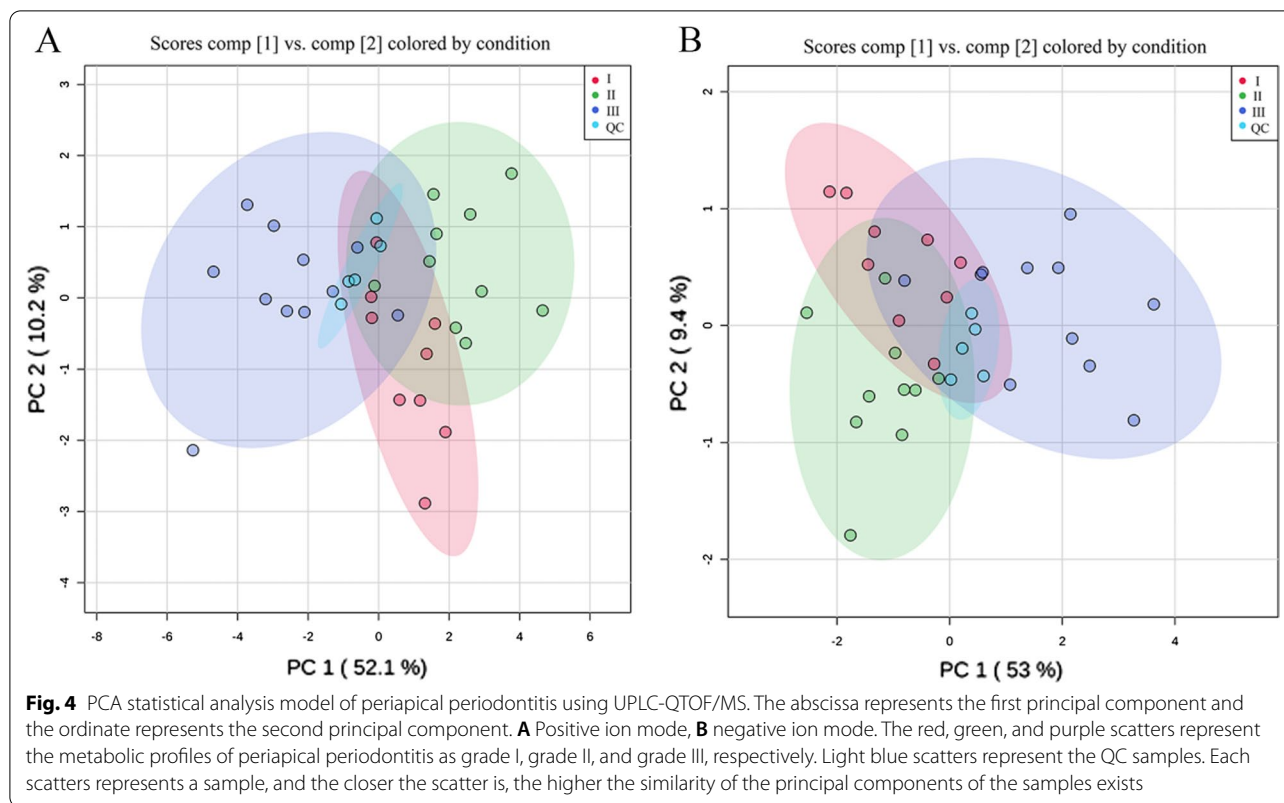 A
Scores comp [1] vs. comp [2] colored by condition
I
II
III
QC
3
2
1
0
-1
-2
-3
-4
PC 2 ( 10.2 %)
-8 -6 -4 -2 0 2 4 6
PC 1 ( 52.1 %)
B
Scores comp [1] vs. comp [2] colored by condition
I
II
III
QC
2
1
0
-1
-2
PC 2 ( 9.4 %)
-2 0 2 4
PC 1 ( 53 %)
Fig. 4 PCA statistical analysis model of periapical periodontitis using UPLC-QTOF/MS. The abscissa represents the first principal component and
the ordinate represents the second principal component. A Positive ion mode, B negative ion mode. The red, green, and purple scatters represent
the metabolic profiles of periapical periodontitis as grade I, grade II, and grade III, respectively. Light blue scatters represent the QC samples. Each
scatters represents a sample, and the closer the scatter is, the higher the similarity of the principal components of the samples exists